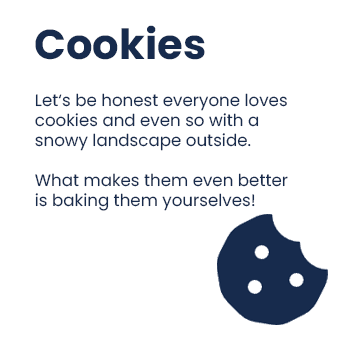 Cookies
Let's be honest everyone loves
cookies and even so with a
snowy landscape outside.
What makes them even better
is baking them yourselves!